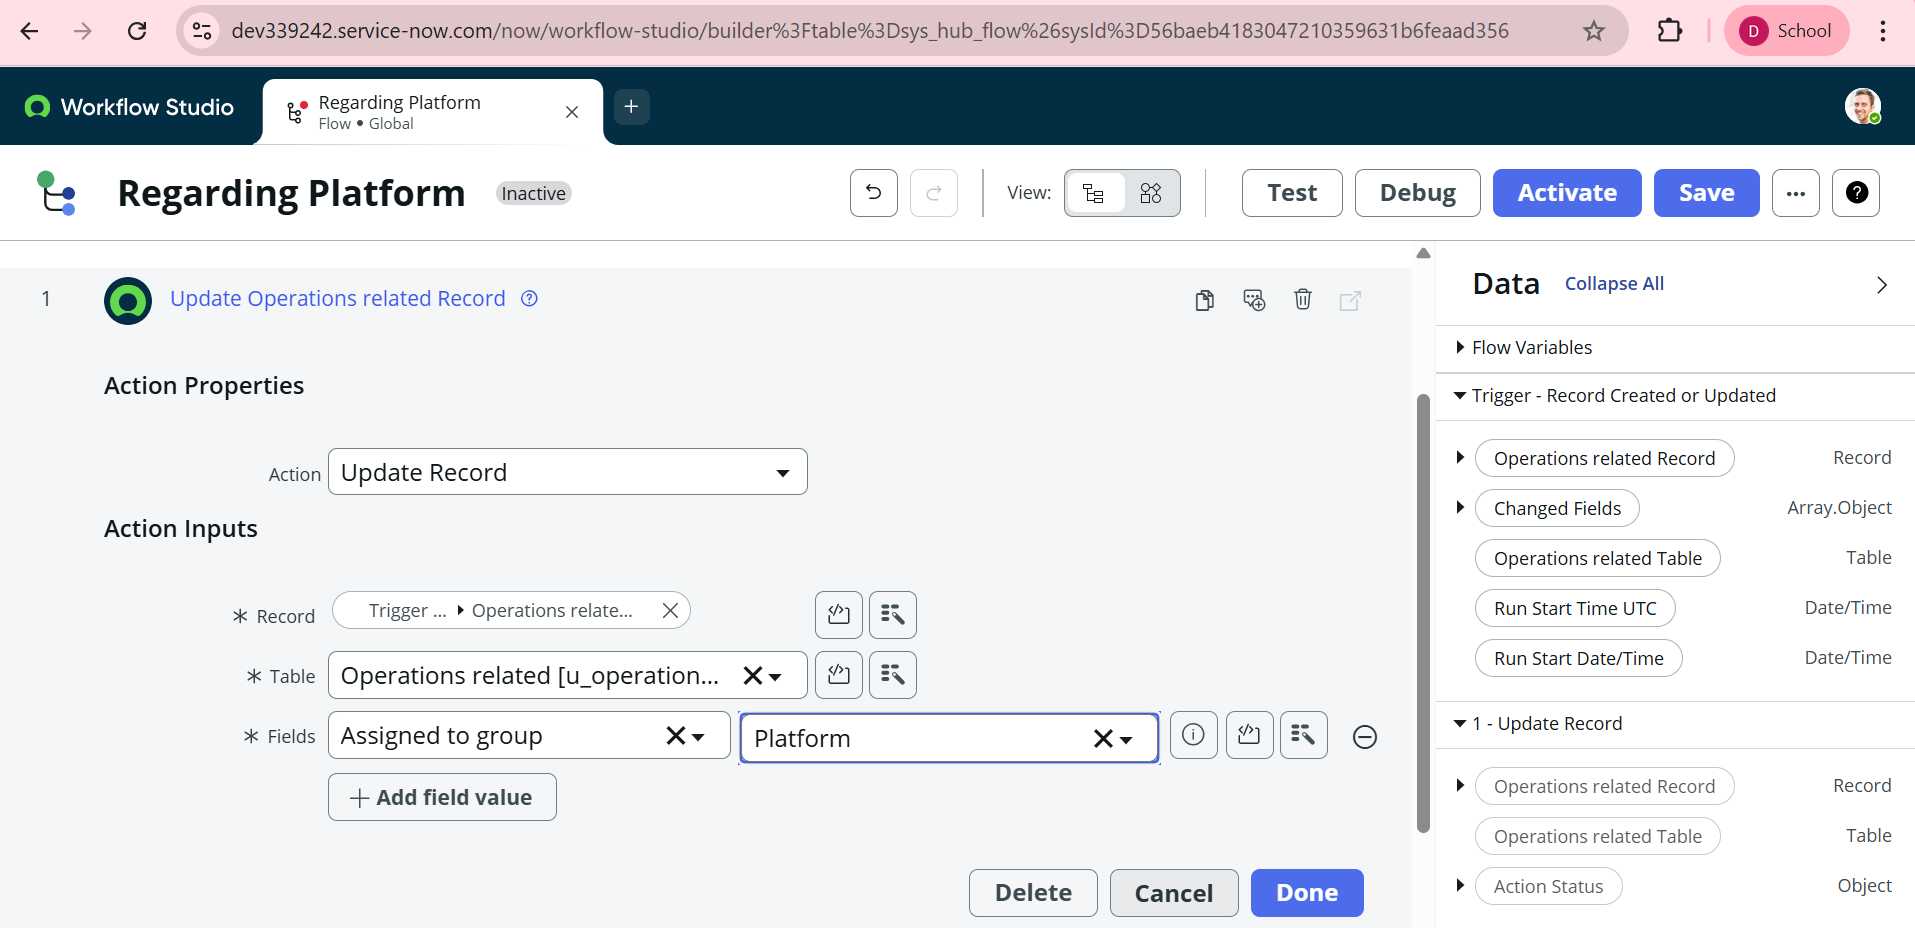 dev339242.service-now.com/now/workflow-studio/builder%3Ftable%3Dsys_hub_flow%26sysId%3D56baeb4183047210359631b6feaad356
D School
Workflow Studio
Regarding Platform
Flow • Global
Regarding Platform
Inactive
View:
Test
Debug
Activate
Save
1
Update Operations related Record
Action Properties
Action
Update Record
Action Inputs
* Record
Trigger ... ▸ Operations relate...
* Table
Operations related [u_operation...
* Fields
Assigned to group
Platform
+ Add field value
Delete
Cancel
Done
Data
Collapse All
Flow Variables
Trigger - Record Created or Updated
Operations related Record Record
Changed Fields Array.Object
Operations related Table Table
Run Start Time UTC Date/Time
Run Start Date/Time Date/Time
1 - Update Record
Operations related Record Record
Operations related Table Table
Action Status Object